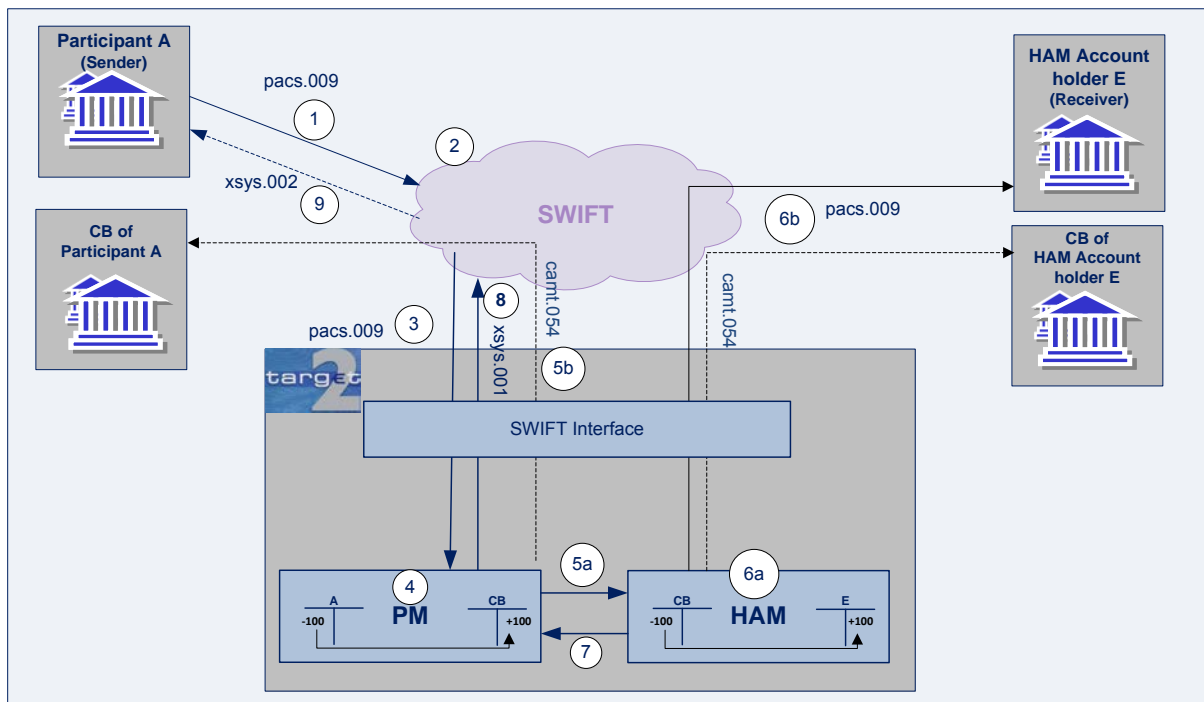 Participant A
(Sender)
pacs.009
1
xsys.002
9
CB of
Participant A
2
SWIFT
HAM Account
holder E
(Receiver)
6b
pacs.009
CB of
HAM Account
holder E
pacs.009
3
8
xsys.001
camt.054
5b
camt.054
target
2
SWIFT Interface
4
A
CB
-100
PM
+100
5a
7
6a
CB
E
-100
HAM
+100